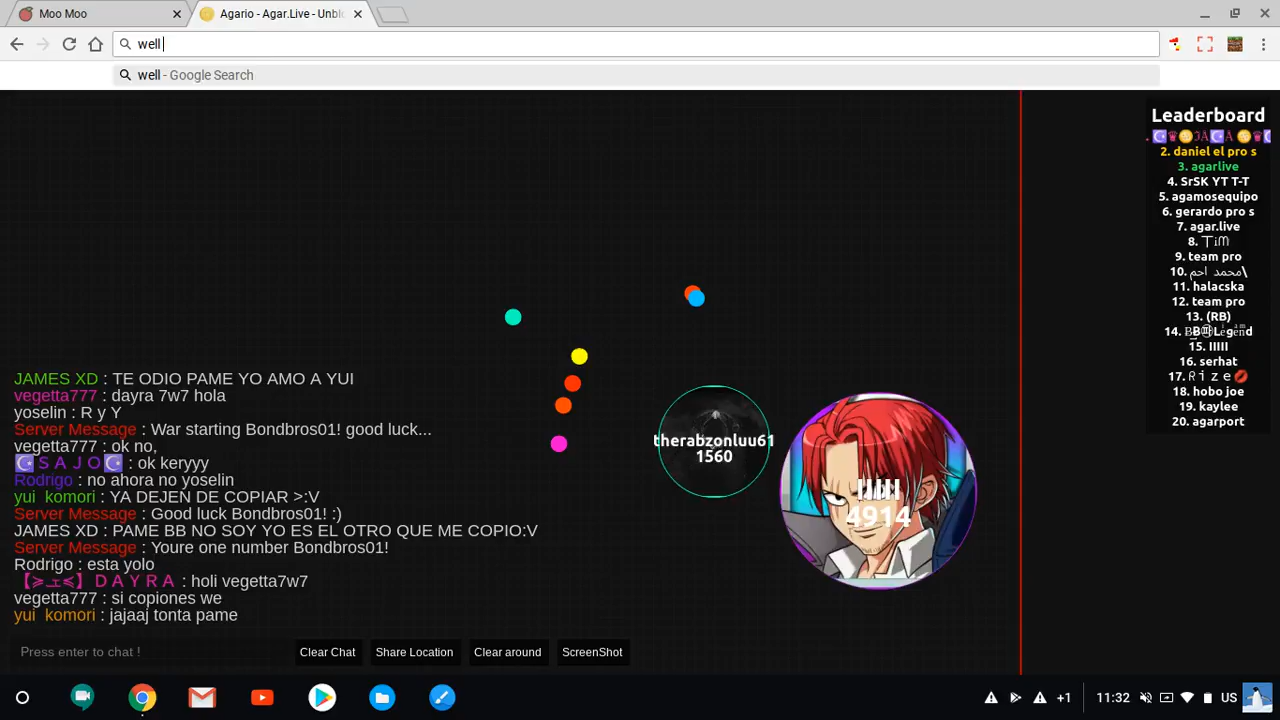 Moo Moo
Agario - Agar.Live - Unbl
well
well - Google Search
Leaderboard
2. daniel el pro s
3. agarlive
4. SrSK YT T-T
5. agamosequipo
6. gerardo pro s
7. agar.live
8.
9. team pro
10. محمد احم\
11. halacska
12. team pro
13. (RB)
14.
15. IIIII
16. serhat
17. R i z e💋
18. hobo joe
19. kaylee
20. agarport
therabzonluu61
1560
IIIII
4914
JAMES XD : TE ODIO PAME YO AMO A YUI
vegetta777 : dayra 7w7 hola
yoselin : R y Y
Server Message : War starting Bondbros01! good luck...
vegetta777 : ok no,
☪ S A J O ☪ : ok keryyy
Rodrigo : no ahora no yoselin
yui komori : YA DEJEN DE COPIAR >:V
Server Message : Good luck Bondbros01! :)
JAMES XD : PAME BB NO SOY YO ES EL OTRO QUE ME COPIO:V
Server Message : Youre one number Bondbros01!
Rodrigo : esta yolo
【≽ܫ≼】D A Y R A : holi vegetta7w7
vegetta777 : si copiones we
yui komori : jajaaj tonta pame
Press enter to chat !
Clear Chat
Share Location
Clear around
ScreenShot
+1
11:32
US